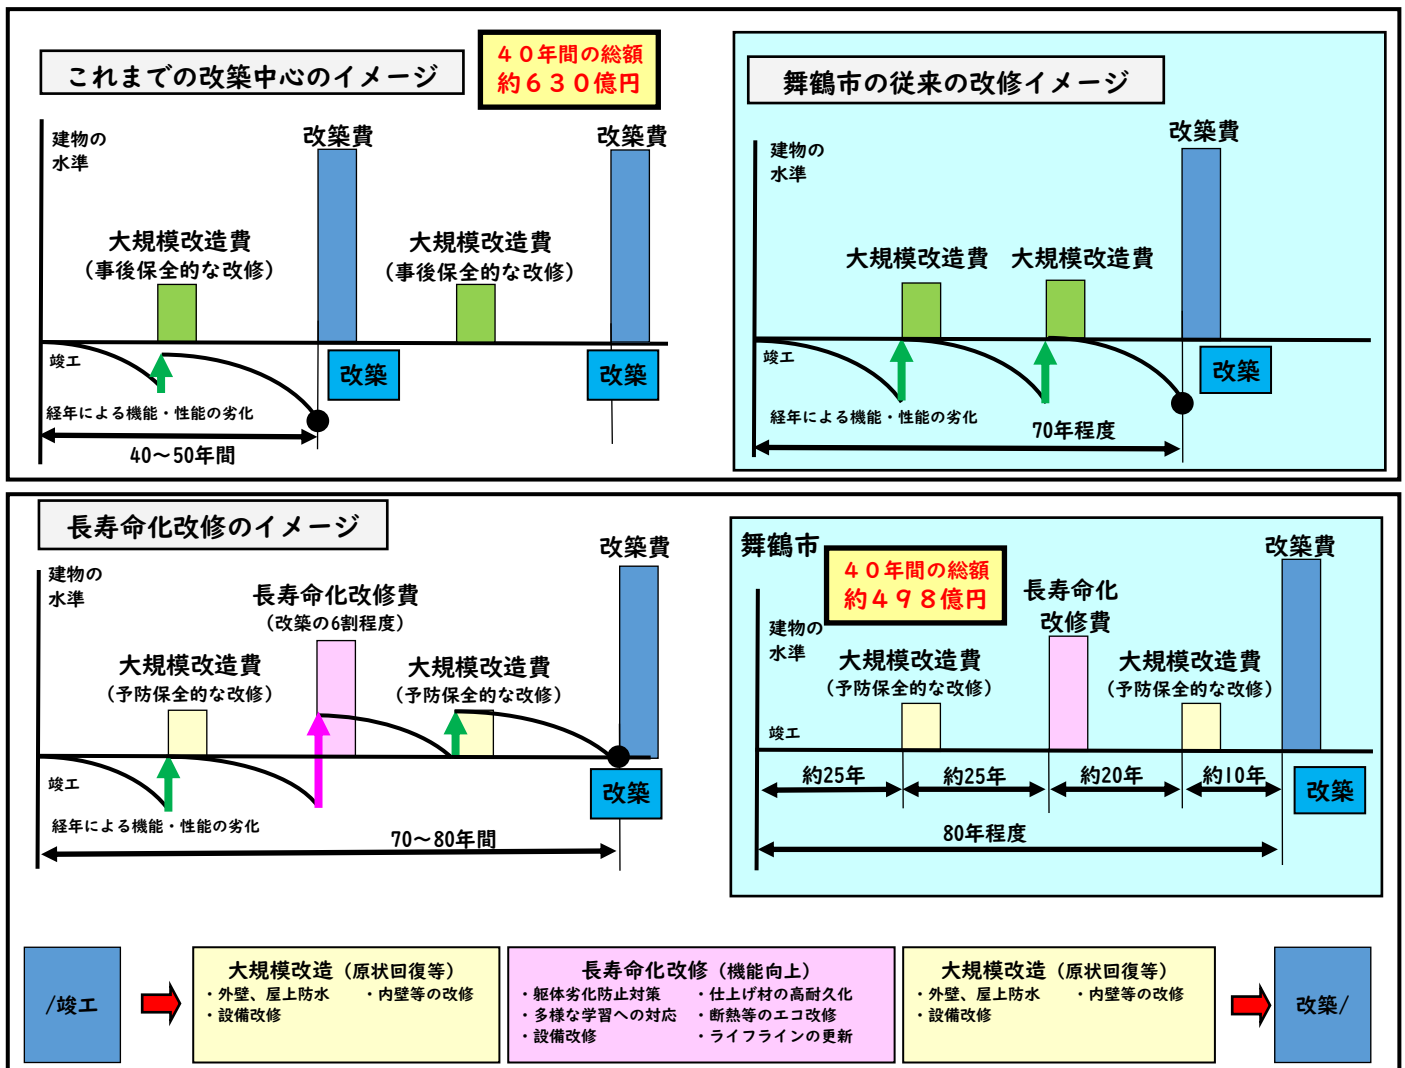 これまでの改築中心のイメージ
４０年間の総額
約６３０億円
建物の
水準
改築費
改築費
大規模改造費
（事後保全的な改修）
大規模改造費
（事後保全的な改修）
竣工
改築
改築
経年による機能・性能の劣化
40～50年間
舞鶴市の従来の改修イメージ
建物の
水準
改築費
大規模改造費
大規模改造費
竣工
改築
経年による機能・性能の劣化
70年程度
長寿命化改修のイメージ
建物の
水準
改築費
長寿命化改修費
（改築の6割程度）
大規模改造費
（予防保全的な改修）
大規模改造費
（予防保全的な改修）
竣工
改築
経年による機能・性能の劣化
70～80年間
舞鶴市
４０年間の総額
約４９８億円
改築費
長寿命化
改修費
建物の
水準
大規模改造費
（予防保全的な改修）
大規模改造費
（予防保全的な改修）
竣工
約25年
約25年
約20年
約10年
改築
80年程度
/竣工
大規模改造（原状回復等）
・外壁、屋上防水　・内壁等の改修
・設備改修
長寿命化改修（機能向上）
・躯体劣化防止対策　・仕上げ材の高耐久化
・多様な学習への対応　・断熱等のエコ改修
・設備改修　・ライフラインの更新
大規模改造（原状回復等）
・外壁、屋上防水　・内壁等の改修
・設備改修
改築/